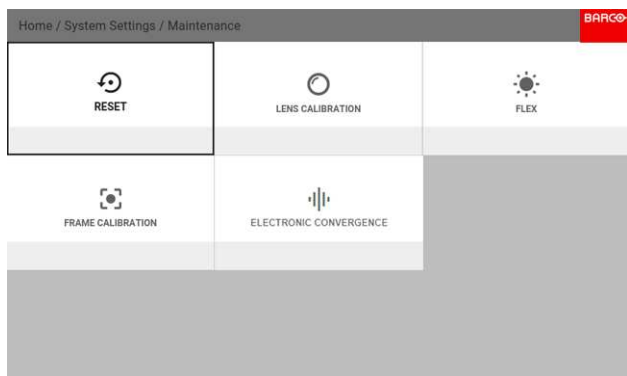 Home / System Settings / Maintenance
BARCO
RESET
LENS CALIBRATION
FLEX
FRAME CALIBRATION
ELECTRONIC CONVERGENCE